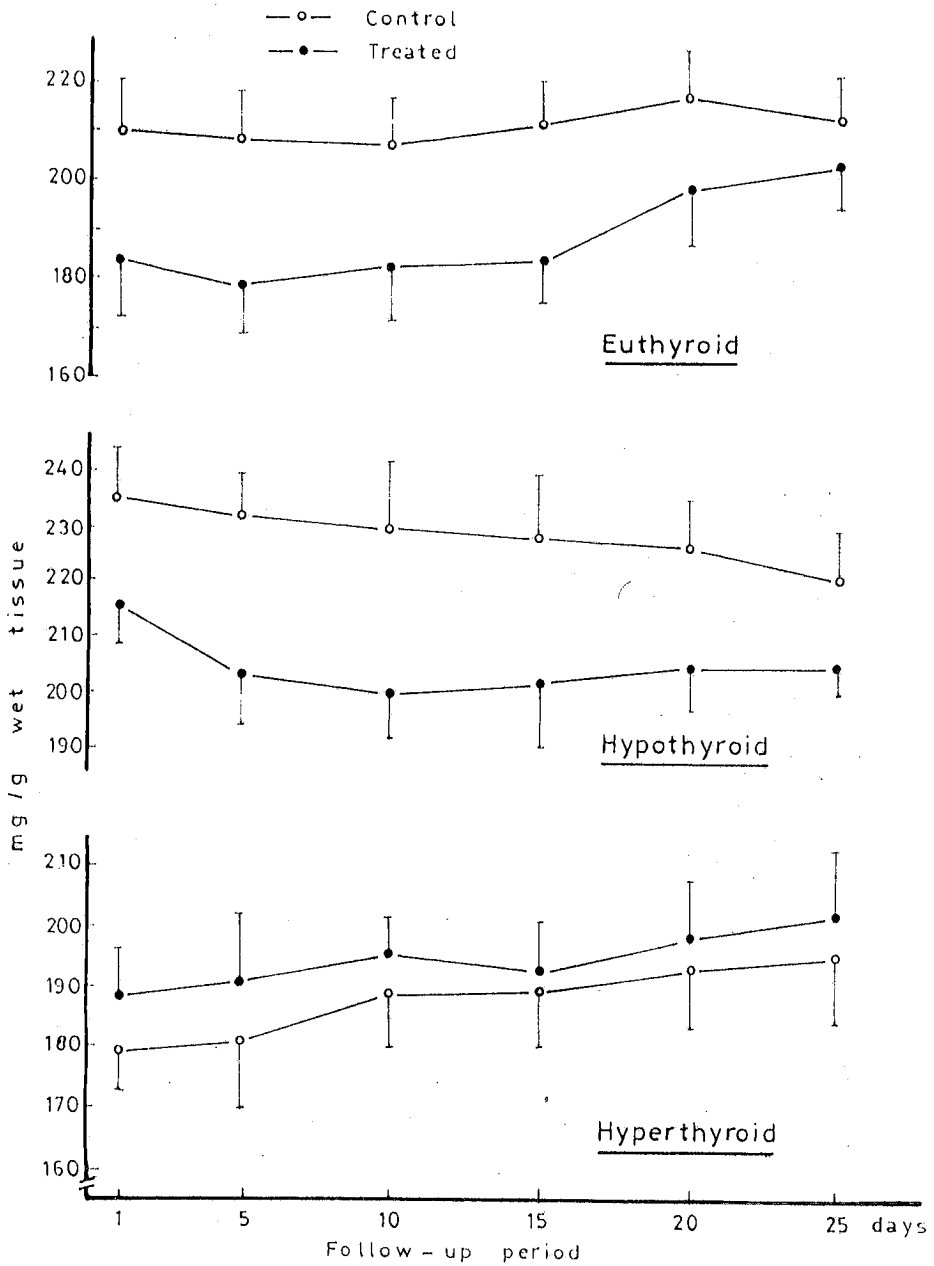 Control
Treated
220
200
180
160
Euthyroid
240
230
220
210
200
190
Hypothyroid
mg/g wet tissue
210
200
190
180
170
160
Hyperthyroid
1 5 10 15 20 25 days
Follow-up period